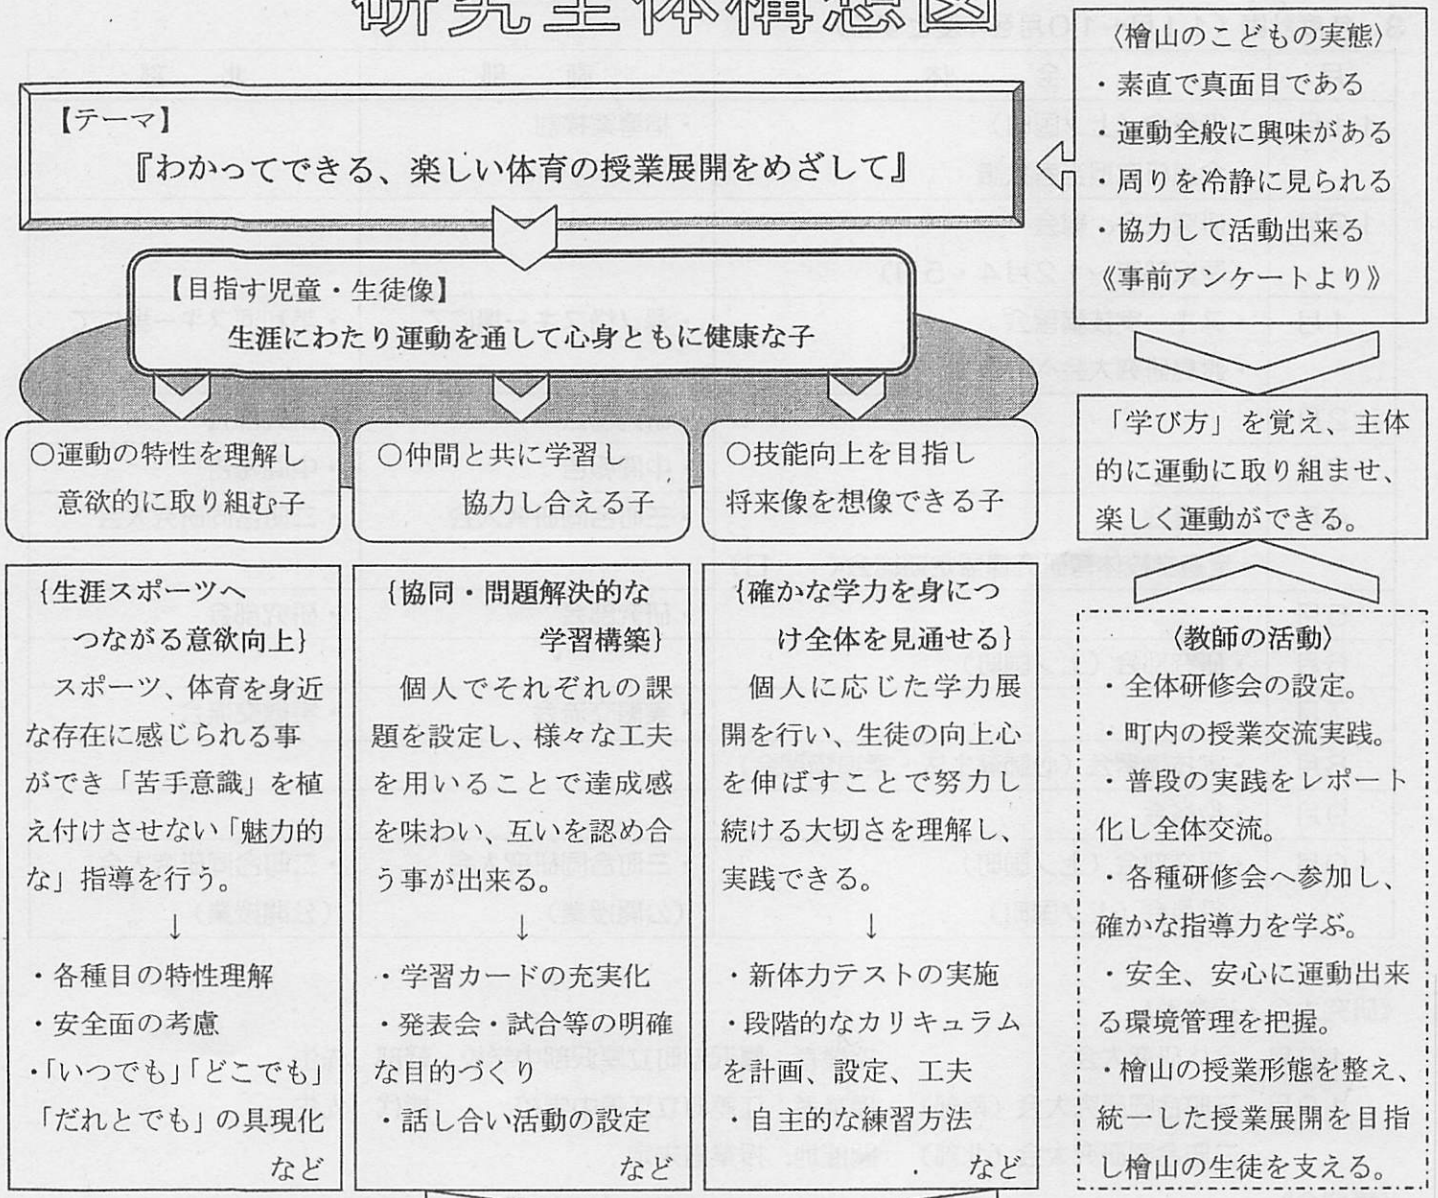 研究全体構想図
【テーマ】
『わかってできる、楽しい体育の授業展開をめざして』
【目指す児童・生徒像】
生涯にわたり運動を通して心身ともに健康な子
○運動の特性を理解し
意欲的に取り組む子
○仲間と共に学習し
協力し合える子
○技能向上を目指し
将来像を想像できる子
{生涯スポーツへ
つながる意欲向上}
スポーツ、体育を身近
な存在に感じられる事
ができ「苦手意識」を植
え付けさせない「魅力的
な」指導を行う。
↓
・各種目の特性理解
・安全面の考慮
・「いつでも」「どこでも」
「だれとでも」の具現化
など
{協同・問題解決的な
学習構築}
個人でそれぞれの課
題を設定し、様々な工夫
を用いることで達成感
を味わい、互いを認め合
う事が出来る。
↓
・学習カードの充実化
・発表会・試合等の明確
な目的づくり
・話し合い活動の設定
など
{確かな学力を身につ
け全体を見通せる}
個人に応じた学力展
開を行い、生徒の向上心
を伸ばすことで努力し
続ける大切さを理解し、
実践できる。
↓
・新体力テストの実施
・段階的なカリキュラム
を計画、設定、工夫
・自主的な練習方法
など
〈檜山のこどもの実態〉
・素直で真面目である
・運動全般に興味がある
・周りを冷静に見られる
・協力して活動出来る
《事前アンケートより》
「学び方」を覚え、主体
的に運動に取り組ませ、
楽しく運動ができる。
〈教師の活動〉
・全体研修会の設定。
・町内の授業交流実践。
・普段の実践をレポート
化し全体交流。
・各種研修会へ参加し、
確かな指導力を学ぶ。
・安全、安心に運動出来
る環境管理を把握。
・檜山の授業形態を整え、
統一した授業展開を目指
し檜山の生徒を支える。